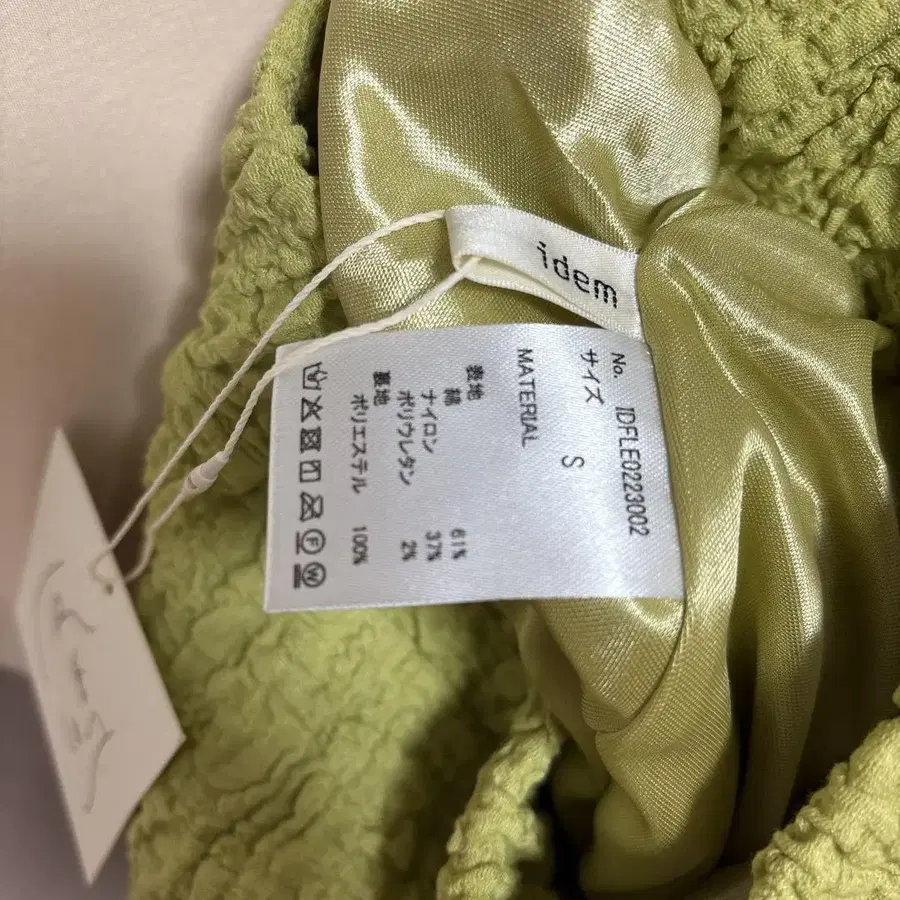 idem
No. IDFLE0223002
サイズ S
MATERIAL
表地
綿 61%
ナイロン 37%
ポリウレタン 2%
裏地
ポリエステル 100%
F
W